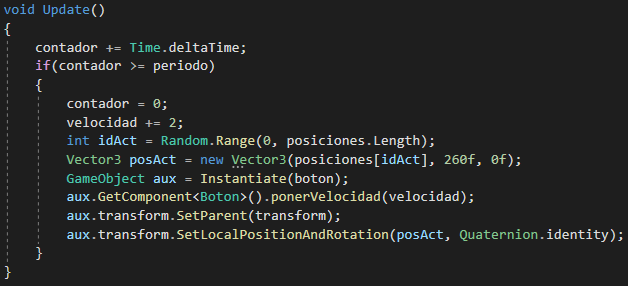 void Update()
{
contador += Time.deltaTime;
if(contador >= periodo)
{
contador = 0;
velocidad += 2;
int idAct = Random.Range(0, posiciones.Length);
Vector3 posAct = new Vector3(posiciones[idAct], 260f, 0f);
GameObject aux = Instantiate(boton);
aux.GetComponent<Boton>().ponerVelocidad(velocidad);
aux.transform.SetParent(transform);
aux.transform.SetLocalPositionAndRotation(posAct, Quaternion.identity);
}
}